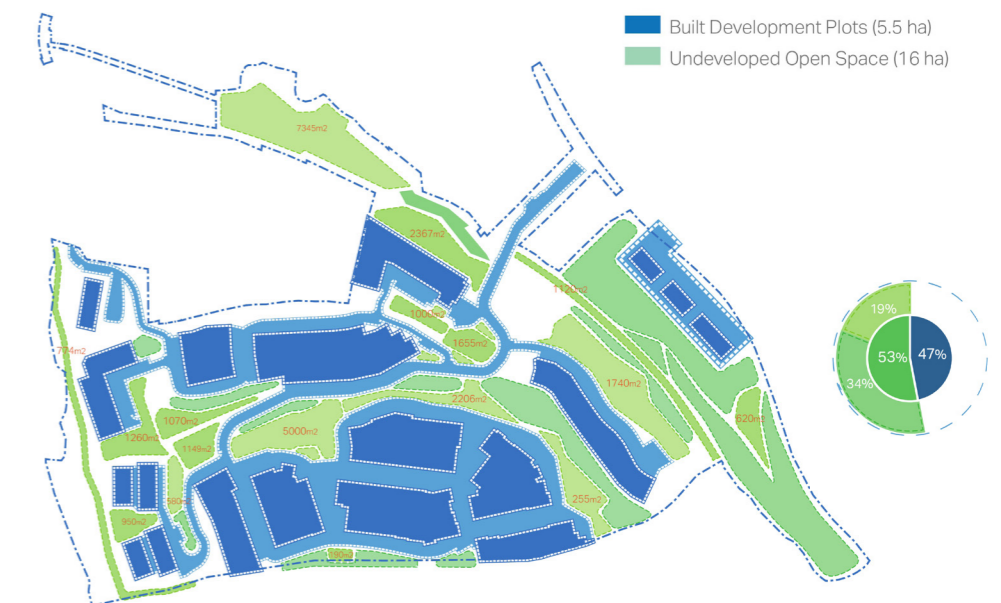 Built Development Plots (5.5 ha)
Undeveloped Open Space (16 ha)
7345m2
2367m2
1120m2
1000m2
1655m2
774m2
19%
53%
47%
34%
1740m2
2206m2
620m2
1070m2
5000m2
1260m2
1149m2
580m2
255m2
950m2
190m2